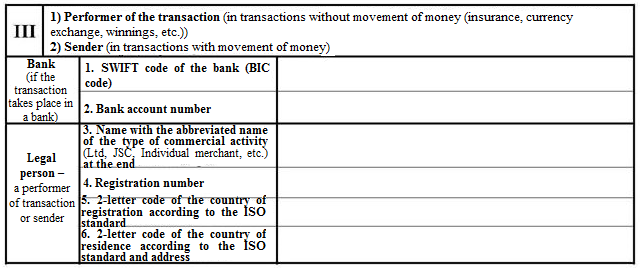 III
1) Performer of the transaction (in transactions without movement of money (insurance, currency
exchange, winnings, etc.))
2) Sender (in transactions with movement of money)
Bank
(if the
transaction
takes place in
a bank)
1. SWIFT code of the bank (BIC
code)
2. Bank account number
Legal
person –
a performer
of transaction
or sender
3. Name with the abbreviated name
of the type of commercial activity
(Ltd, JSC, Individual merchant, etc.)
at the end
4. Registration number
5. 2-letter code of the country of
registration according to the ISO
standard
6. 2-letter code of the country of
residence according to the ISO
standard and address